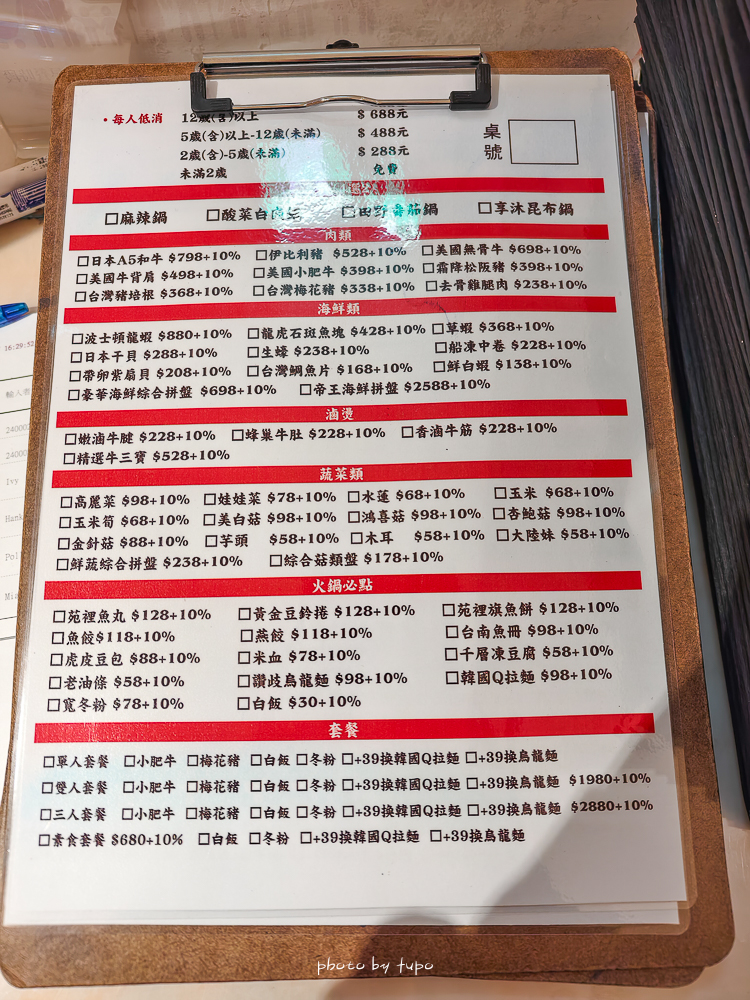 •每人低消 12歲(含)以上 $ 688元
5歲(含)以上-12歲(未滿) $ 488元 桌
2歲(含)-5歲(未滿) $ 288元 號
未滿2歲 免費
□麻辣鍋 □酸菜白肉 □田野番茄鍋 □享沐昆布鍋
肉類
□日本A5和牛 $798+10% □伊比利豬 $528+10% □美國無骨牛 $698+10%
□美國牛背肩 $498+10% □美國小肥牛 $398+10% □霜降松阪豬 $398+10%
□台灣豬培根 $368+10% □台灣梅花豬 $338+10% □去骨雞腿肉 $238+10%
海鮮類
□波士頓龍蝦 $880+10% □龍虎石斑魚塊 $428+10% □草蝦 $368+10%
□日本干貝 $288+10% □生蠔 $238+10% □船凍中卷 $228+10%
□帶卵紫扇貝 $208+10% □台灣鯛魚片 $168+10% □鮮白蝦 $138+10%
□豪華海鮮綜合拼盤 $698+10% □帝王海鮮拼盤 $2588+10%
滷燙
□嫩滷牛腱 $228+10% □蜂巢牛肚 $228+10% □香滷牛筋 $228+10%
□精選牛三寶 $528+10%
蔬菜類
□高麗菜 $98+10% □娃娃菜 $78+10% □水蓮 $68+10% □玉米 $68+10%
□玉米筍 $68+10% □美白菇 $98+10% □鴻喜菇 $98+10% □杏鮑菇 $98+10%
□金針菇 $88+10% □芋頭 $58+10% □木耳 $58+10% □大陸妹 $58+10%
□鮮蔬綜合拼盤 $238+10% □綜合菇類盤 $178+10%
火鍋必點
□苑裡魚丸 $128+10% □黃金豆鈴捲 $128+10% □苑裡旗魚餅 $128+10%
□魚餃$118+10% □燕餃 $118+10% □台南魚冊 $98+10%
□虎皮豆包 $88+10% □米血 $78+10% □千層凍豆腐 $58+10%
□老油條 $58+10% □讚歧烏龍麵 $98+10% □韓國Q拉麵 $98+10%
□寬冬粉 $78+10% □白飯 $30+10%
套餐
□單人套餐 □小肥牛 □梅花豬 □白飯 □冬粉 □+39換韓國Q拉麵 □+39換烏龍麵
□雙人套餐 □小肥牛 □梅花豬 □白飯 □冬粉 □+39換韓國Q拉麵 □+39換烏龍麵 $1980+10%
□三人套餐 □小肥牛 □梅花豬 □白飯 □冬粉 □+39換韓國Q拉麵 □+39換烏龍麵 $2880+10%
□素食套餐 $680+10% □白飯 □冬粉 □+39換韓國Q拉麵 □+39換烏龍麵
16:29:52
Ivy
photo by tupo